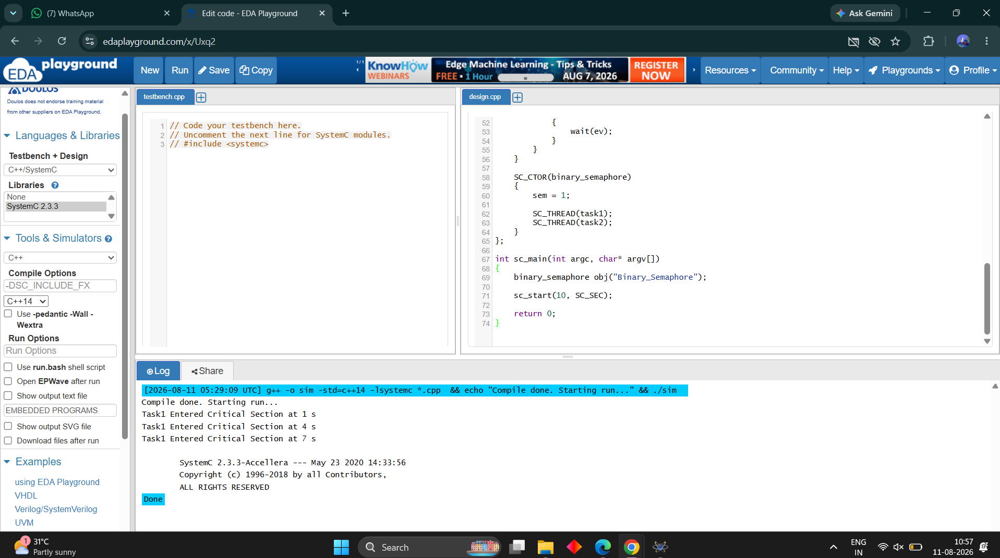 (7) WhatsApp
Edit code - EDA Playground
Ask Gemini
edaplayground.com/x/Uxq2
EDA playground
New
Run
Save
Copy
1/1
KNOWHOW WEBINARS
Edge Machine Learning - Tips & Tricks
FREE • 1 Hour
AUG 7, 2026
REGISTER NOW
Resources
Community
Help
Playgrounds
Profile
DOULOS
Doulos does not endorse training material
from other suppliers on EDA Playground.
Languages & Libraries
Testbench + Design
C++/SystemC
Libraries
None
SystemC 2.3.3
Tools & Simulators
C++
Compile Options
-DSC_INCLUDE_FX
C++14
Use -pedantic -Wall -
Wextra
Run Options
Run Options
Use run.bash shell script
Open EPWave after run
Show output text file
EMBEDDED PROGRAMS
Show output SVG file
Download files after run
Examples
using EDA Playground
VHDL
Verilog/SystemVerilog
UVM
testbench.cpp
1 // Code your testbench here.
2 // Uncomment the next line for SystemC modules.
3 // #include <systemc>
design.cpp
52 {
53 wait(ev);
54 }
55 }
56 }
57
58 SC_CTOR(binary_semaphore)
59 {
60 sem = 1;
61
62 SC_THREAD(task1);
63 SC_THREAD(task2);
64 }
65 };
66
67 int sc_main(int argc, char* argv[])
68 {
69 binary_semaphore obj("Binary_Semaphore");
70
71 sc_start(10, SC_SEC);
72
73 return 0;
74 }
Log
Share
[2026-08-11 05:29:09 UTC] g++ -o sim -std=c++14 -lsystemc *.cpp && echo "Compile done. Starting run..." && ./sim
Compile done. Starting run...
Task1 Entered Critical Section at 1 s
Task1 Entered Critical Section at 4 s
Task1 Entered Critical Section at 7 s
SystemC 2.3.3-Accellera --- May 23 2020 14:33:56
Copyright (c) 1996-2018 by all Contributors,
ALL RIGHTS RESERVED
Done
1
31°C
Partly sunny
Search
ENG
IN
10:57
11-08-2026